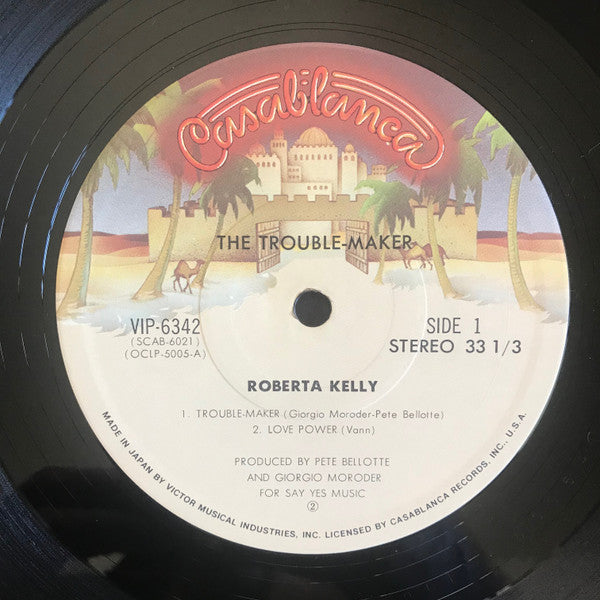 Casablanca
THE TROUBLE-MAKER
VIP-6342
(SCAB-6021)
(OCLP-5005-A)
SIDE 1
STEREO 33 1/3
ROBERTA KELLY
1. TROUBLE-MAKER (Giorgio Moroder-Pete Bellotte)
2. LOVE POWER (Vann)
PRODUCED BY PETE BELLOTTE
AND GIORGIO MORODER
FOR SAY YES MUSIC
②
MADE IN JAPAN BY VICTOR MUSICAL INDUSTRIES, INC. LICENSED BY CASABLANCA RECORDS, INC., U.S.A.